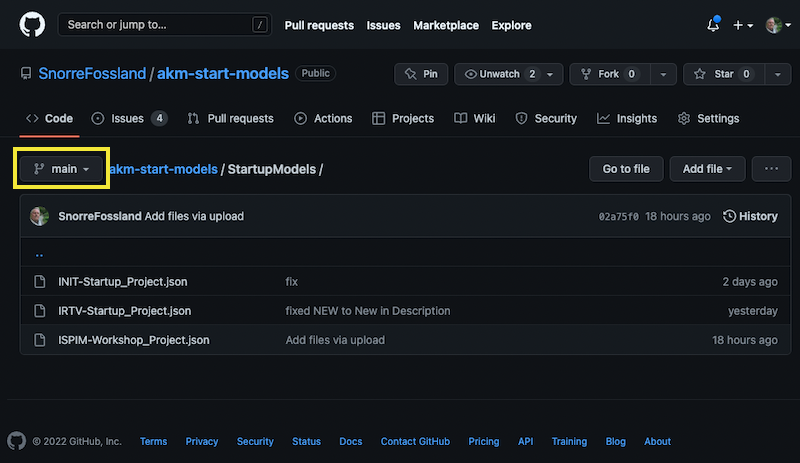 Search or jump to... /
Pull requests Issues Marketplace Explore
SnorreFossland / akm-start-models Public
Pin Unwatch 2 Fork 0 Star 0
Code Issues 4 Pull requests Actions Projects Wiki Security Insights Settings
main akm-start-models / StartupModels / Go to file Add file ...
SnorreFossland Add files via upload 02a75f0 18 hours ago History
..
INIT-Startup_Project.json fix 2 days ago
IRTV-Startup_Project.json fixed NEW to New in Description yesterday
ISPIM-Workshop_Project.json Add files via upload 18 hours ago
© 2022 GitHub, Inc. Terms Privacy Security Status Docs Contact GitHub Pricing API Training Blog About